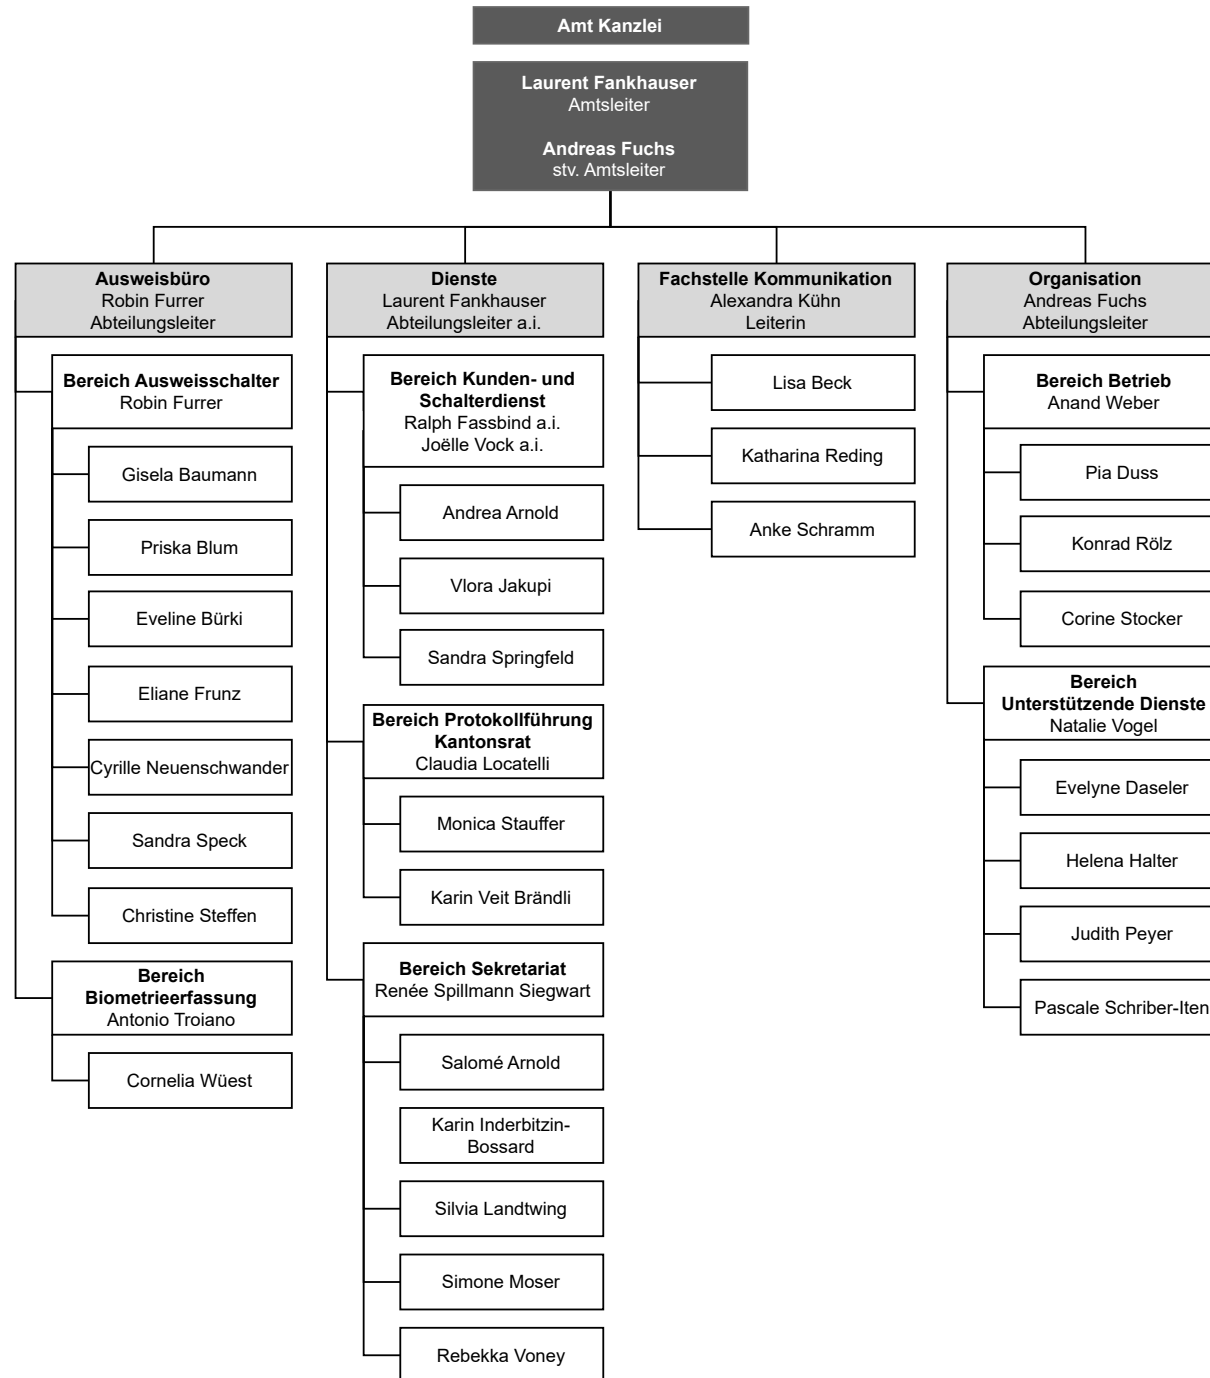 Amt Kanzlei
Laurent Fankhauser
Amtsleiter
Andreas Fuchs
stv. Amtsleiter
Ausweisbüro
Robin Furrer
Abteilungsleiter
Bereich Ausweisschalter
Robin Furrer
Gisela Baumann
Priska Blum
Eveline Bürki
Eliane Frunz
Cyrille Neuenschwander
Sandra Speck
Christine Steffen
Bereich
Biometrieerfassung
Antonio Troiano
Cornelia Wüest
Dienste
Laurent Fankhauser
Abteilungsleiter a.i.
Bereich Kunden- und
Schalterdienst
Ralph Fassbind a.i.
Joëlle Vock a.i.
Andrea Arnold
Vlora Jakupi
Sandra Springfeld
Bereich Protokollführung
Kantonsrat
Claudia Locatelli
Monica Stauffer
Karin Veit Brändli
Bereich Sekretariat
Renée Spillmann Siegwart
Salomé Arnold
Karin Inderbitzin-
Bossard
Silvia Landtwing
Simone Moser
Rebekka Voney
Fachstelle Kommunikation
Alexandra Kühn
Leiterin
Lisa Beck
Katharina Reding
Anke Schramm
Organisation
Andreas Fuchs
Abteilungsleiter
Bereich Betrieb
Anand Weber
Pia Duss
Konrad Rölz
Corine Stocker
Bereich
Unterstützende Dienste
Natalie Vogel
Evelyne Daseler
Helena Halter
Judith Peyer
Pascale Schriber-Iten